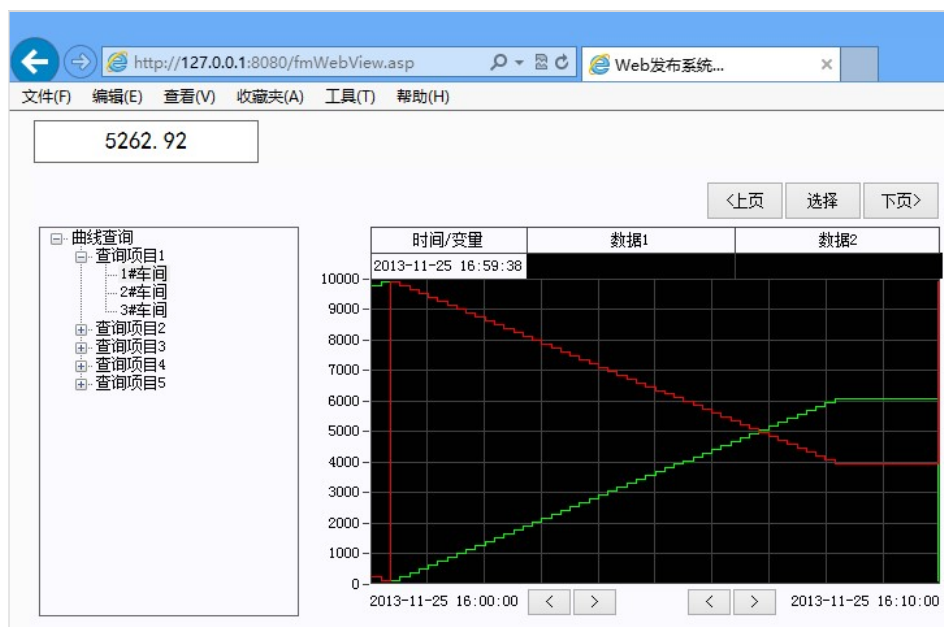 http://127.0.0.1:8080/fmWebView.asp
Web发布系统...
文件(F) 编辑(E) 查看(V) 收藏夹(A) 工具(T) 帮助(H)
5262.92
<上页 选择 下页>
曲线查询
查询项目1
1#车间
2#车间
3#车间
查询项目2
查询项目3
查询项目4
查询项目5
时间/变量 数据1 数据2
2013-11-25 16:59:38
10000
9000
8000
7000
6000
5000
4000
3000
2000
1000
0
2013-11-25 16:00:00 < > < > 2013-11-25 16:10:00